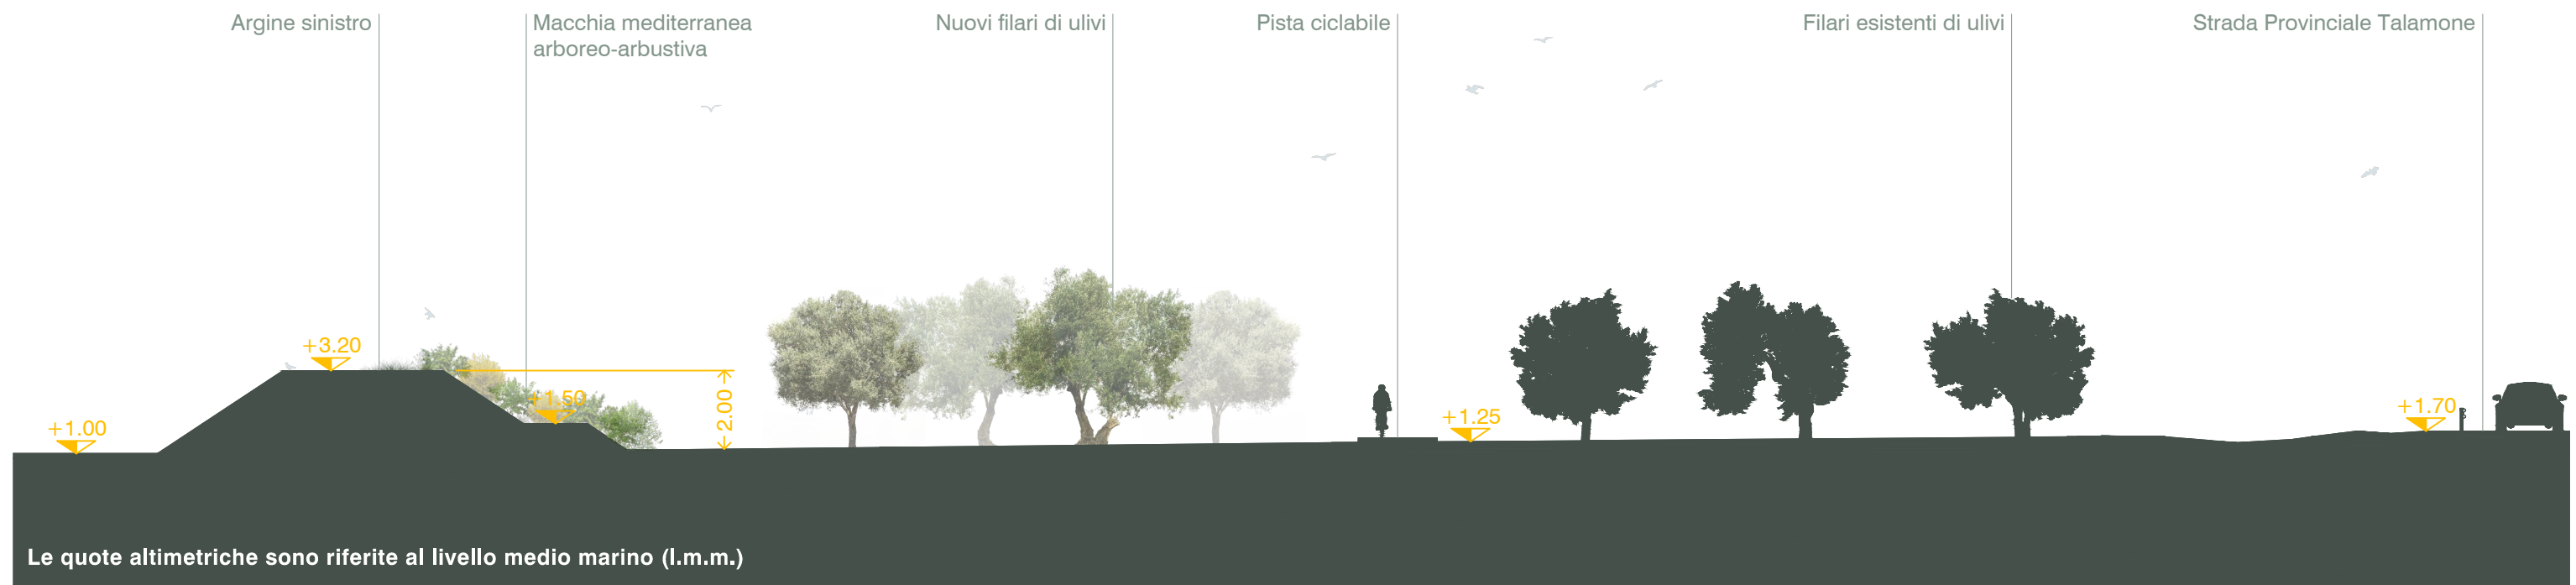 Argine sinistro
Macchia mediterranea
arboreo-arbustiva
Nuovi filari di ulivi
Pista ciclabile
Filari esistenti di ulivi
Strada Provinciale Talamone
+3.20
+1.50
2.00
+1.00
+1.25
+1.70
Le quote altimetriche sono riferite al livello medio marino (l.m.m.)